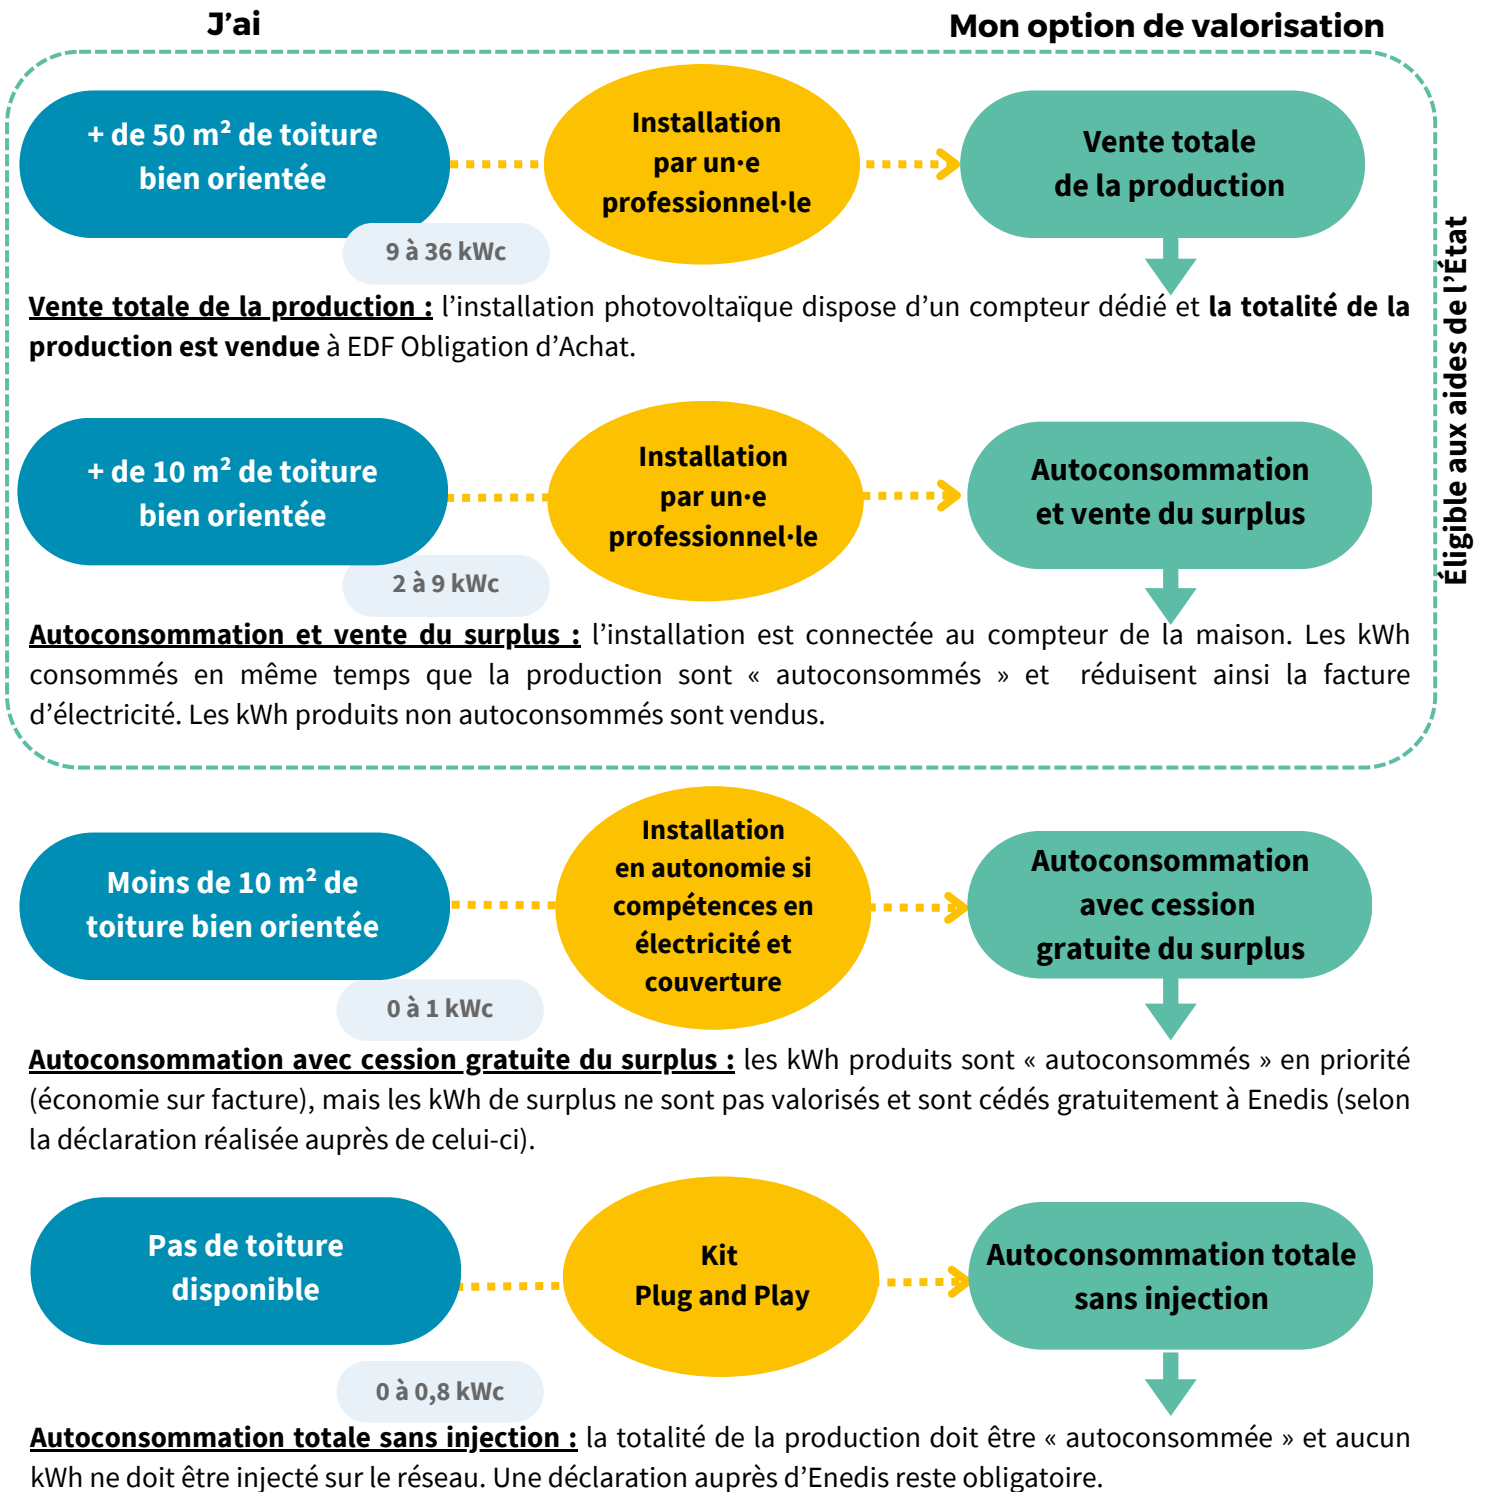 J’ai
Mon option de valorisation
+ de 50 m² de toiture
bien orientée
9 à 36 kWc
Installation
par un·e
professionnel·le
Vente totale
de la production
Vente totale de la production : l’installation photovoltaïque dispose d’un compteur dédié et la totalité de la
production est vendue à EDF Obligation d’Achat.
+ de 10 m² de toiture
bien orientée
2 à 9 kWc
Installation
par un·e
professionnel·le
Autoconsommation
et vente du surplus
Autoconsommation et vente du surplus : l’installation est connectée au compteur de la maison. Les kWh
consommés en même temps que la production sont « autoconsommés » et réduisent ainsi la facture
d’électricité. Les kWh produits non autoconsommés sont vendus.
Éligible aux aides de l’État
Moins de 10 m² de
toiture bien orientée
0 à 1 kWc
Installation
en autonomie si
compétences en
électricité et
couverture
Autoconsommation
avec cession
gratuite du surplus
Autoconsommation avec cession gratuite du surplus : les kWh produits sont « autoconsommés » en priorité
(économie sur facture), mais les kWh de surplus ne sont pas valorisés et sont cédés gratuitement à Enedis (selon
la déclaration réalisée auprès de celui-ci).
Pas de toiture
disponible
0 à 0,8 kWc
Kit
Plug and Play
Autoconsommation totale
sans injection
Autoconsommation totale sans injection : la totalité de la production doit être « autoconsommée » et aucun
kWh ne doit être injecté sur le réseau. Une déclaration auprès d’Enedis reste obligatoire.